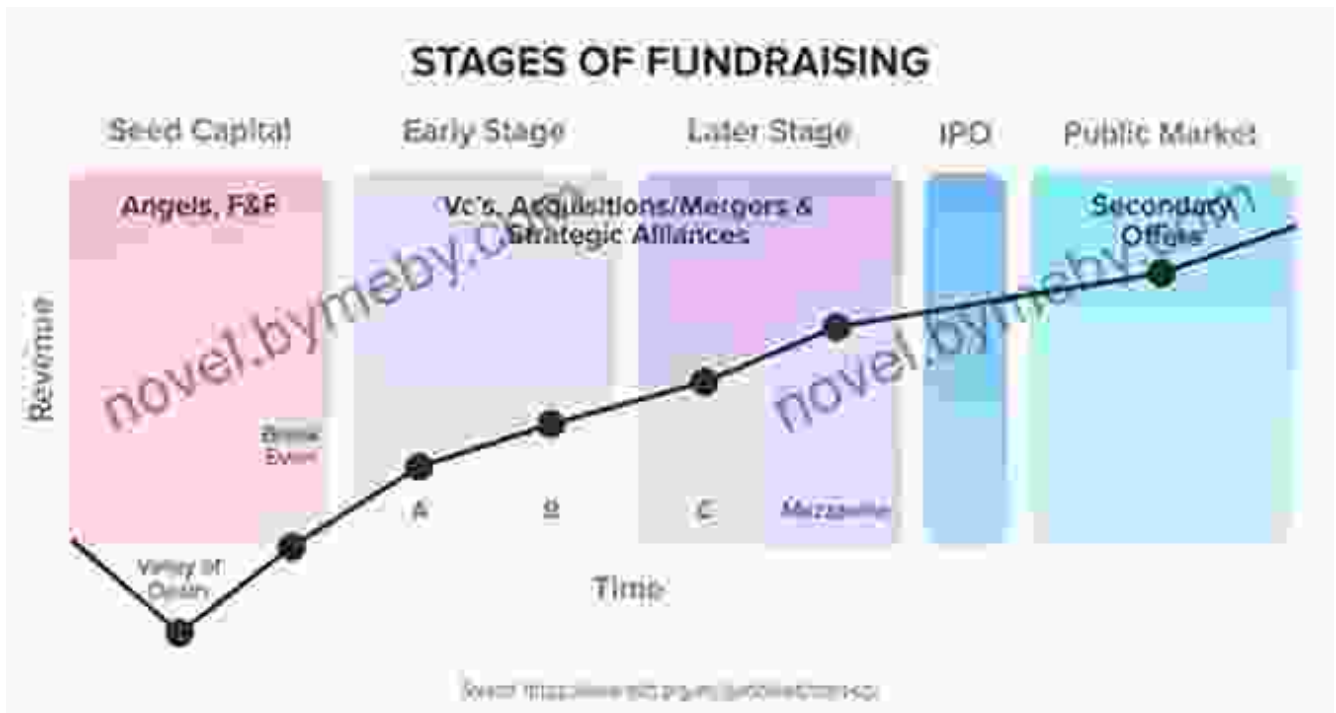 STAGES OF FUNDRAISING
Seed Capital
Early Stage
Later Stage
IPO
Public Market
Angels, F&F
Vc's, Acquisitions/Mergers &
Strategic Alliances
Secondary
novel.bymeby.com
novel.bymeby.com
Revenue
Break
Even
A
B
C
Mezzanine
Valley of
Death
Time